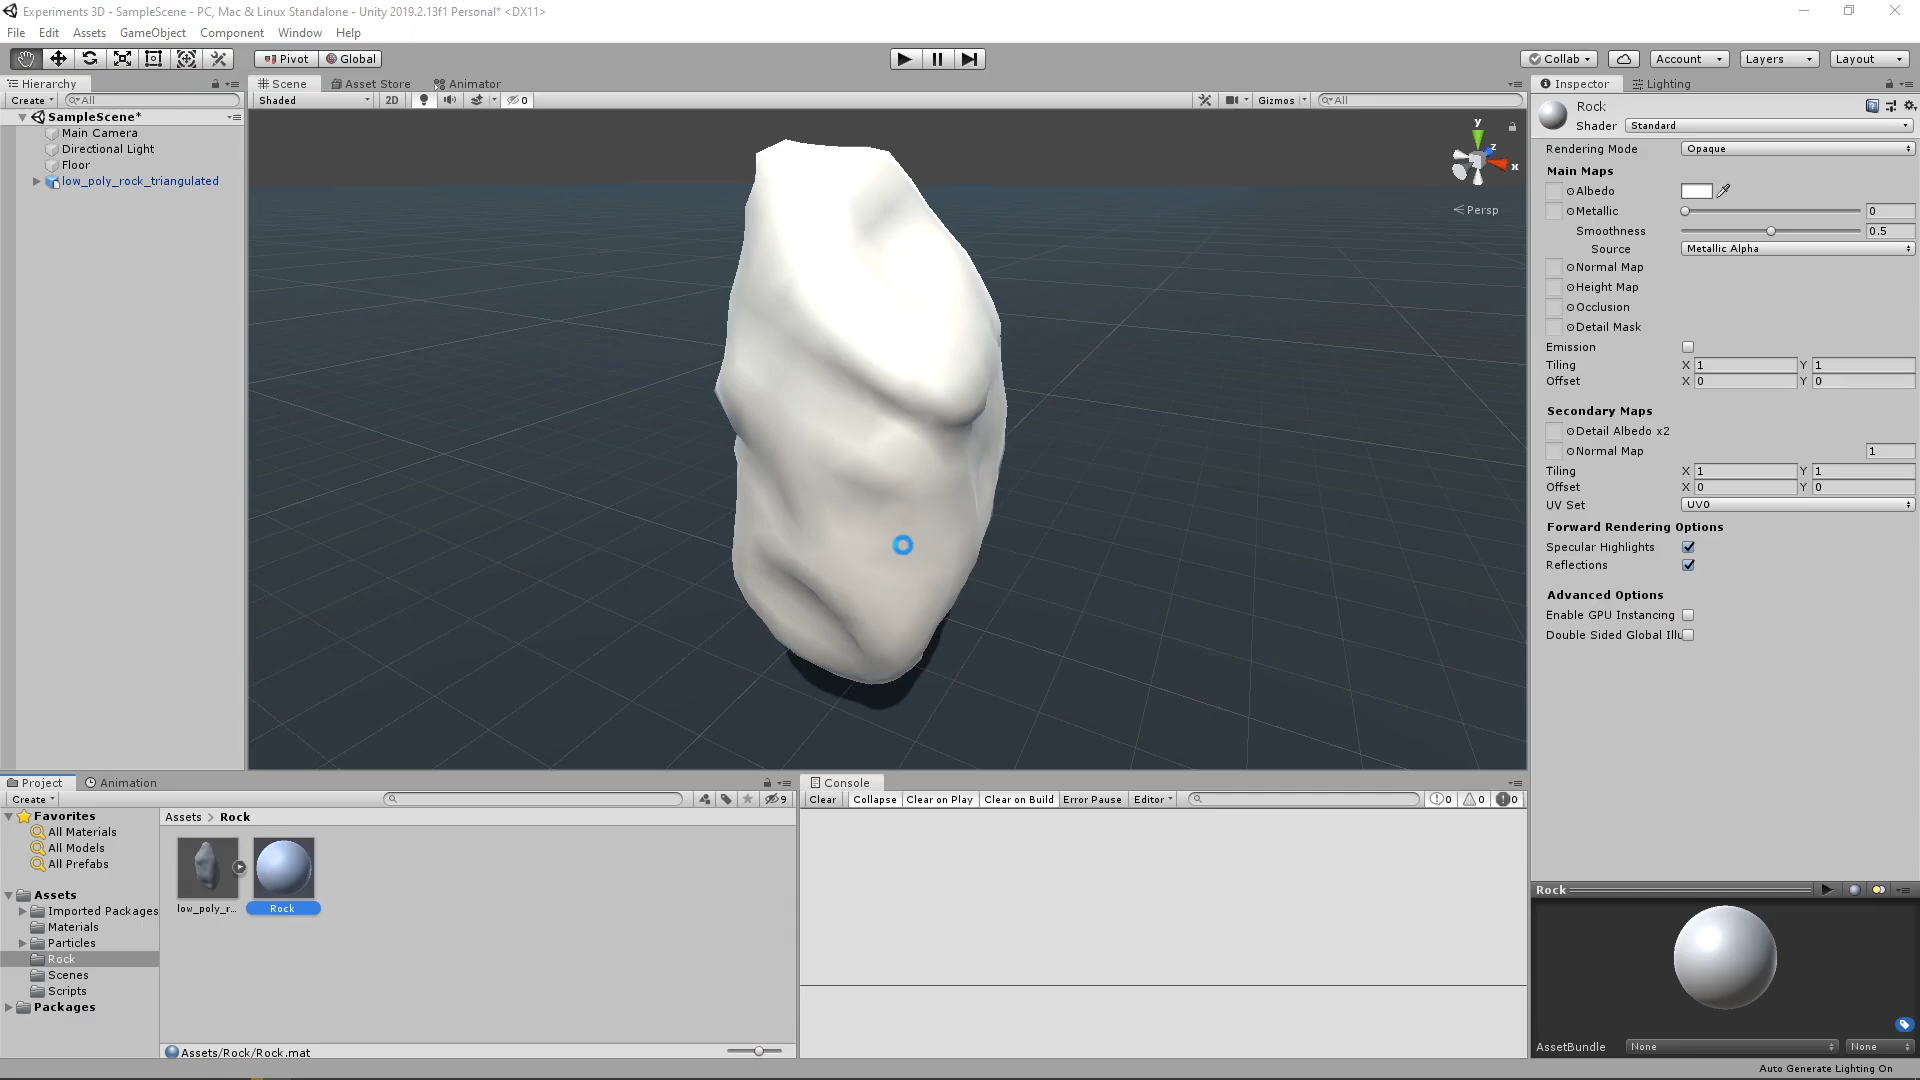 Experiments 3D - SampleScene - PC, Mac & Linux Standalone - Unity 2019.2.13f1 Personal* <DX11>
File Edit Assets GameObject Component Window Help
Pivot Global Collab Account Layers Layout
Hierarchy
Create All
SampleScene*
Main Camera
Directional Light
Floor
low_poly_rock_triangulated
Scene Asset Store Animator
Shaded 2D 0 Gizmos All
y
z
x
Persp
Inspector Lighting
Rock
Shader Standard
Rendering Mode Opaque
Main Maps
Albedo
Metallic 0
Smoothness 0.5
Source Metallic Alpha
Normal Map
Height Map
Occlusion
Detail Mask
Emission
Tiling X 1 Y 1
Offset X 0 Y 0
Secondary Maps
Detail Albedo x2
Normal Map 1
Tiling X 1 Y 1
Offset X 0 Y 0
UV Set UV0
Forward Rendering Options
Specular Highlights
Reflections
Advanced Options
Enable GPU Instancing
Double Sided Global Illu
Project Animation
Create 9
Favorites
All Materials
All Models
All Prefabs
Assets
Imported Packages
Materials
Particles
Rock
Scenes
Scripts
Packages
Assets > Rock
low_poly_r... Rock
Assets/Rock/Rock.mat
Console
Clear Collapse Clear on Play Clear on Build Error Pause Editor 0 0 0
Rock
AssetBundle None None
Auto Generate Lighting On